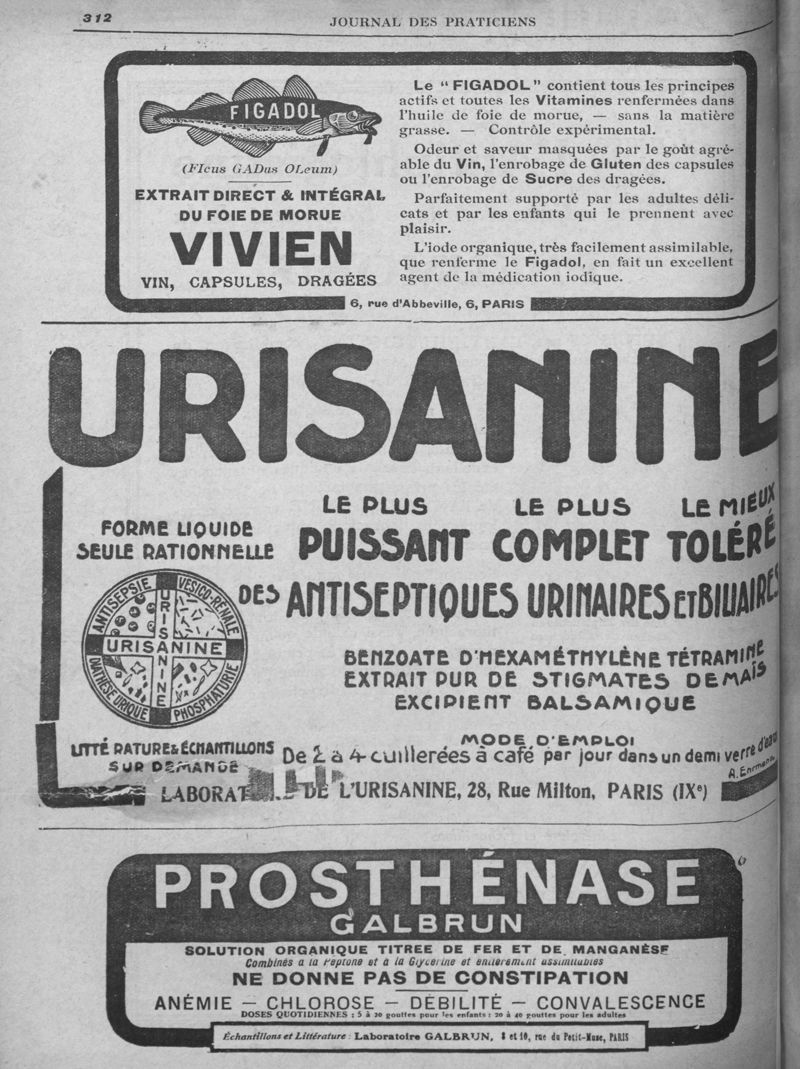 312
JOURNAL DES PRATICIENS
FIGADOL
(FIcus GADus OLeum)
EXTRAIT DIRECT & INTÉGRAL
DU FOIE DE MORUE
VIVIEN
VIN, CAPSULES, DRAGÉES
Le "FIGADOL" contient tous les principes
actifs et toutes les Vitamines renfermées dans
l'huile de foie de morue, — sans la matière
grasse. — Contrôle expérimental.
Odeur et saveur masquées par le goût agré-
able du Vin, l'enrobage de Gluten des capsules
ou l'enrobage de Sucre des dragées.
Parfaitement supporté par les adultes déli-
cats et par les enfants qui le prennent avec
plaisir.
L'iode organique, très facilement assimilable,
que renferme le Figadol, en fait un excellent
agent de la médication iodique.
6, rue d'Abbeville, 6, PARIS
URISANINE
FORME LIQUIDE
SEULE RATIONNELLE
LE PLUS LE PLUS LE MIEUX
PUISSANT COMPLET TOLÉRÉ
DES ANTISEPTIQUES URINAIRES ET BILIAIRES
ANTISEPSIE VESICO-RÉNALE
URISANINE
URISANINE
DIATHÈSE URIQUE PHOSPHATURIE
BENZOATE D'HEXAMÉTHYLÈNE TÉTRAMINE
EXTRAIT PUR DE STIGMATES DE MAÏS
EXCIPIENT BALSAMIQUE
LITTÉRATURE & ÉCHANTILLONS
SUR DEMANDE
MODE D'EMPLOI
De 2 à 4 cuillerées à café par jour dans un demi verre d'eau
A. Ehrmann
LABORAT DE L'URISANINE, 28, Rue Milton, PARIS (IXe)
PROSTHÉNASE
GALBRUN
SOLUTION ORGANIQUE TITRÉE DE FER ET DE MANGANÈSE
Combinés à la Peptone et à la Glycérine et entièrement assimilables
NE DONNE PAS DE CONSTIPATION
ANÉMIE — CHLOROSE — DÉBILITÉ — CONVALESCENCE
DOSES QUOTIDIENNES : 5 à 20 gouttes pour les enfants : 20 à 40 gouttes pour les adultes
Échantillons et Littérature : Laboratoire GALBRUN, 8 et 10, rue du Petit-Musc, PARIS